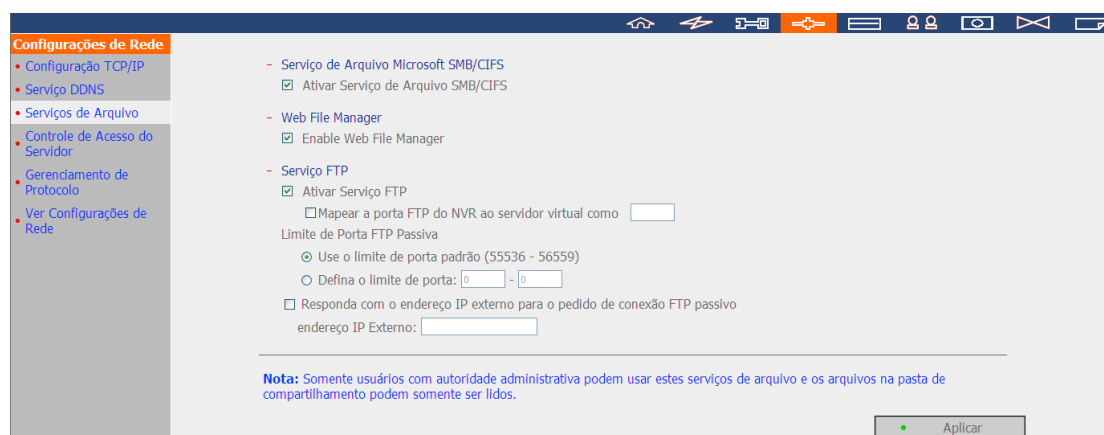 Configurações de Rede
Configuração TCP/IP
Serviço DDNS
Serviços de Arquivo
Controle de Acesso do
Servidor
Gerenciamento de
Protocolo
Ver Configurações de
Rede
- Serviço de Arquivo Microsoft SMB/CIFS
Ativar Serviço de Arquivo SMB/CIFS
- Web File Manager
Enable Web File Manager
- Serviço FTP
Ativar Serviço FTP
Mapear a porta FTP do NVR ao servidor virtual como
Limite de Porta FTP Passiva
Use o limite de porta padrão (55536 - 56559)
Defina o limite de porta: 0 - 0
Responda com o endereço IP externo para o pedido de conexão FTP passivo
endereço IP Externo:
Nota: Somente usuários com autoridade administrativa podem usar estes serviços de arquivo e os arquivos na pasta de
compartilhamento podem somente ser lidos.
Aplicar